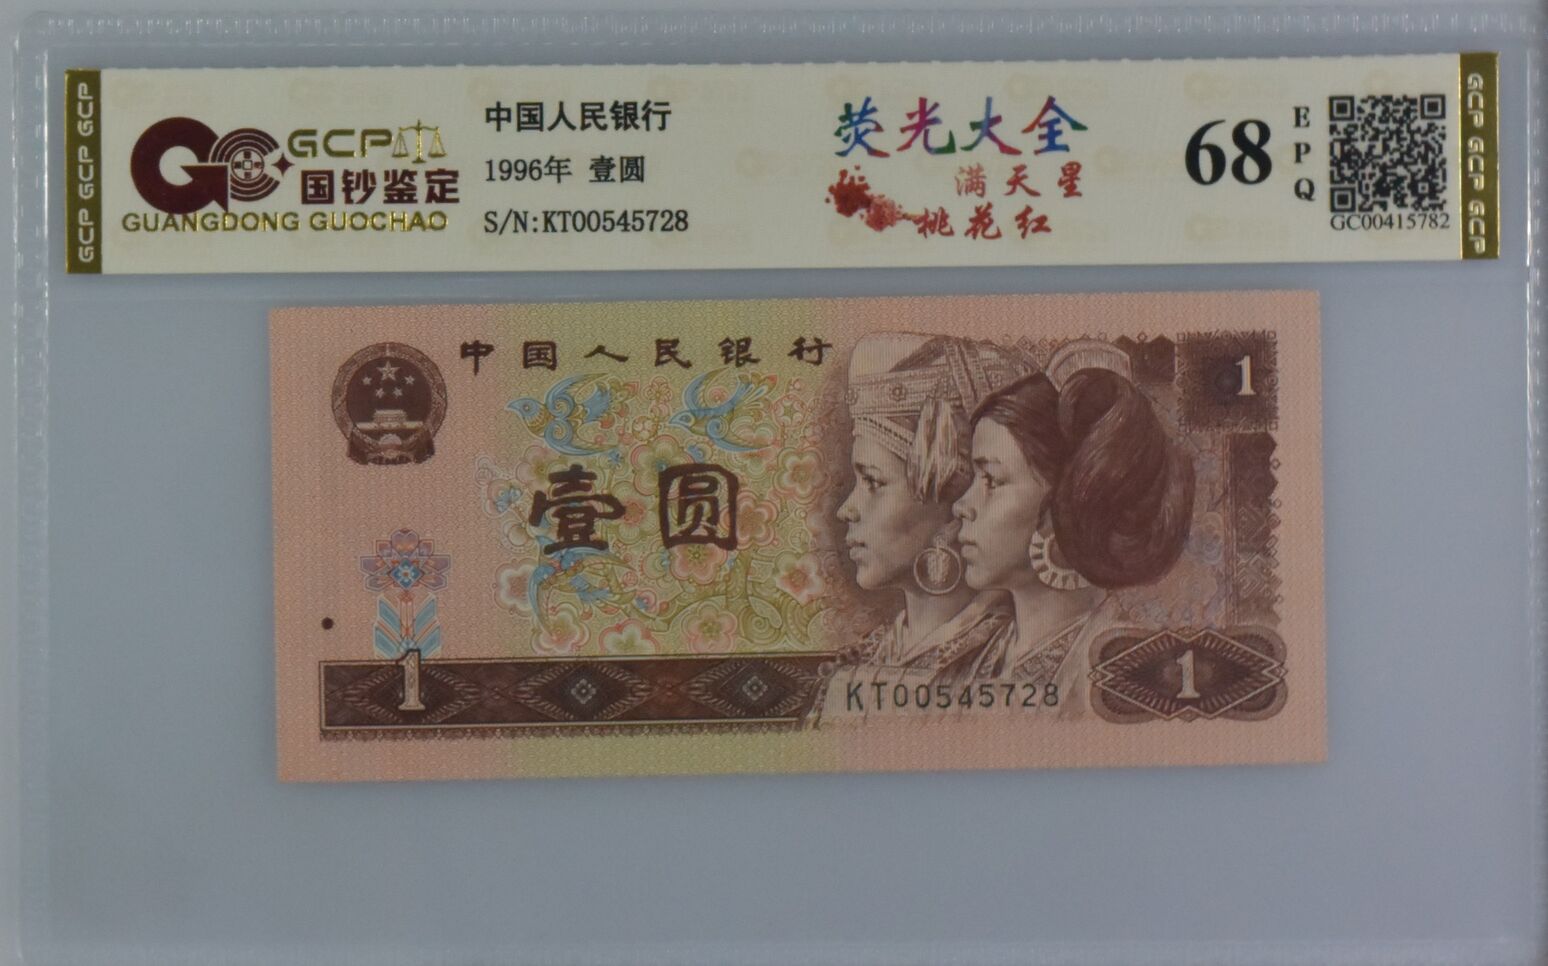 GCP GCP GCP
GCP
国钞鉴定
GUANGDONG GUOCHAO
中国人民银行
1996年 壹圆
S/N:KT00545728
荧光大全
满天星
桃花红
68
EPQ
GC00415782
GCP GCP GCP
中国人民银行
1
壹圆
1
KT00545728
1